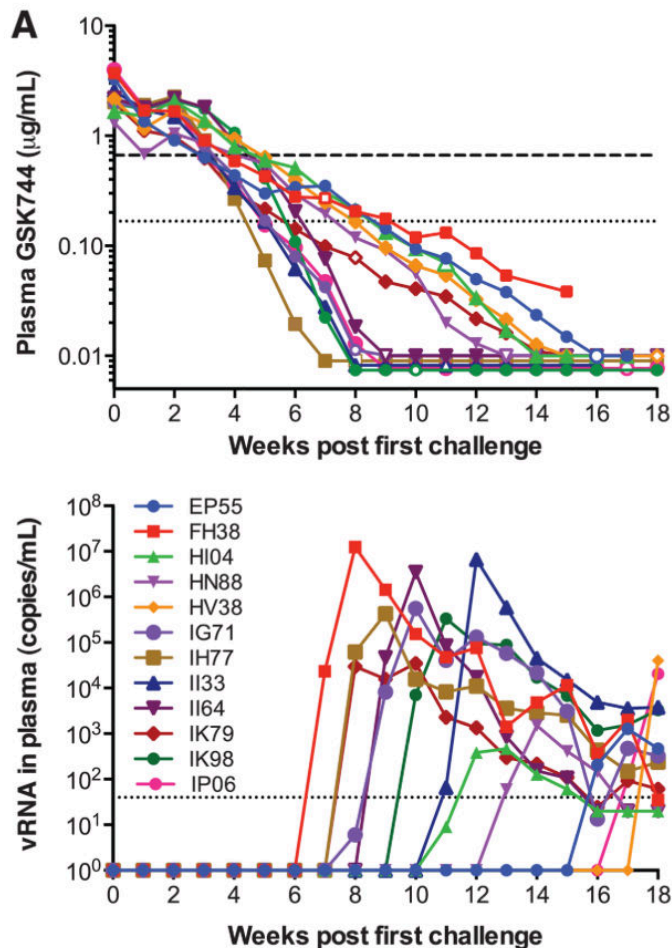 A
Plasma GSK744 (μg/mL)
10
1
0.10
0.01
0 2 4 6 8 10 12 14 16 18
Weeks post first challenge
vRNA in plasma (copies/mL)
10⁸
10⁷
10⁶
10⁵
10⁴
10³
10²
10¹
10⁰
EP55
FH38
HI04
HN88
HV38
IG71
IH77
II33
II64
IK79
IK98
IP06
0 2 4 6 8 10 12 14 16 18
Weeks post first challenge